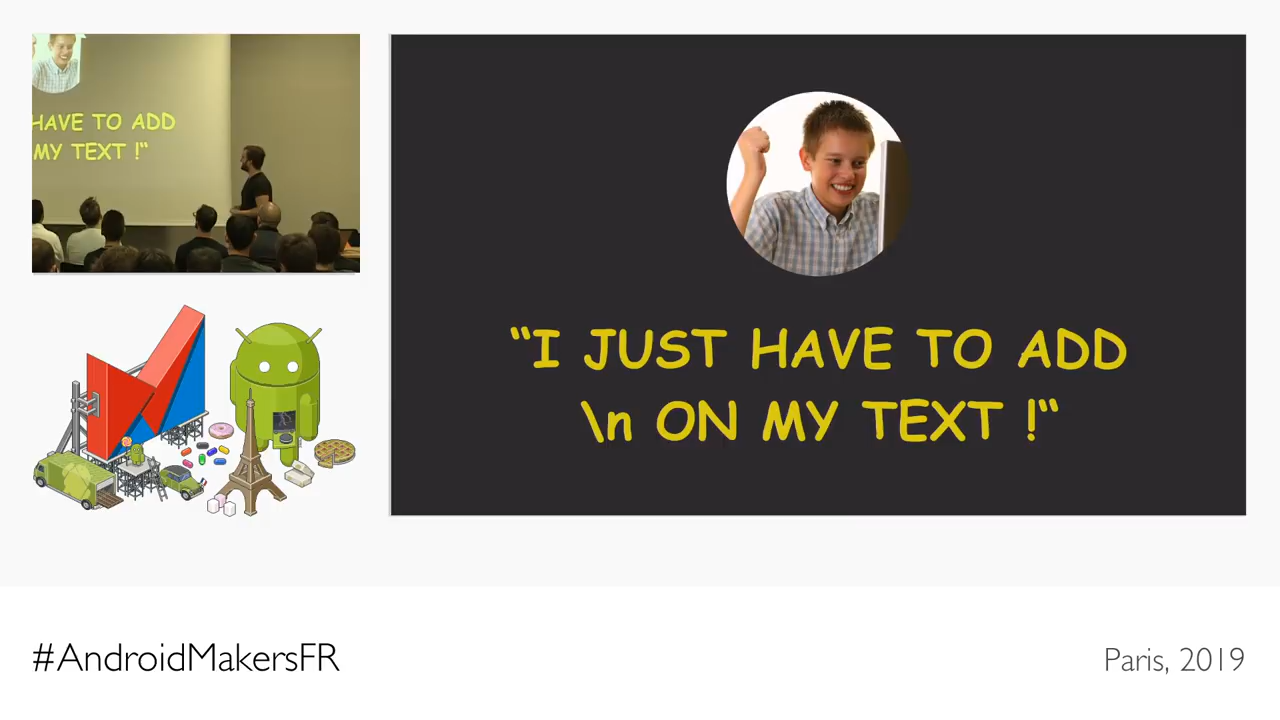 HAVE TO ADD
MY TEXT !“
“I JUST HAVE TO ADD
\n ON MY TEXT !“
#AndroidMakersFR
Paris, 2019